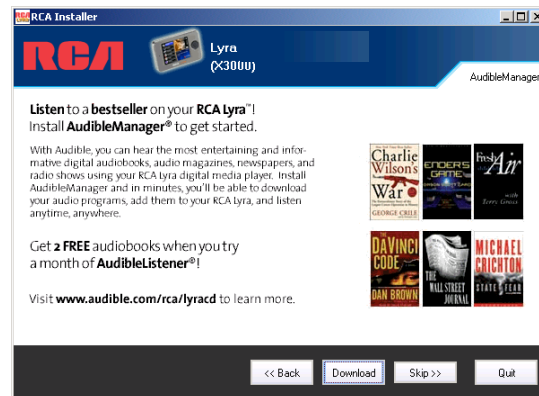 RCA Installer
RCA
Lyra
(X3000)
AudibleManager
Listen to a bestseller on your RCA Lyra™!
Install AudibleManager® to get started.
With Audible, you can hear the most entertaining and infor-
mative digital audiobooks, audio magazines, newspapers, and
radio shows using your RCA Lyra digital media player. Install
AudibleManager and in minutes, you'll be able to download
your audio programs, add them to your RCA Lyra, and listen
anytime, anywhere.
Get 2 FREE audiobooks when you try
a month of AudibleListener®!
Visit www.audible.com/rca/lyracd to learn more.
Charlie
Wilson's
War
GEORGE CRILE
ENDER'S
GAME
ORSON SCOTT CARD
Fresh Air
with
Terry Gross
DAVINCI
CODE
DAN BROWN
THE
WALL STREET
JOURNAL
MICHAEL
CRICHTON
STATE of FEAR
<< Back
Download
Skip >>
Quit